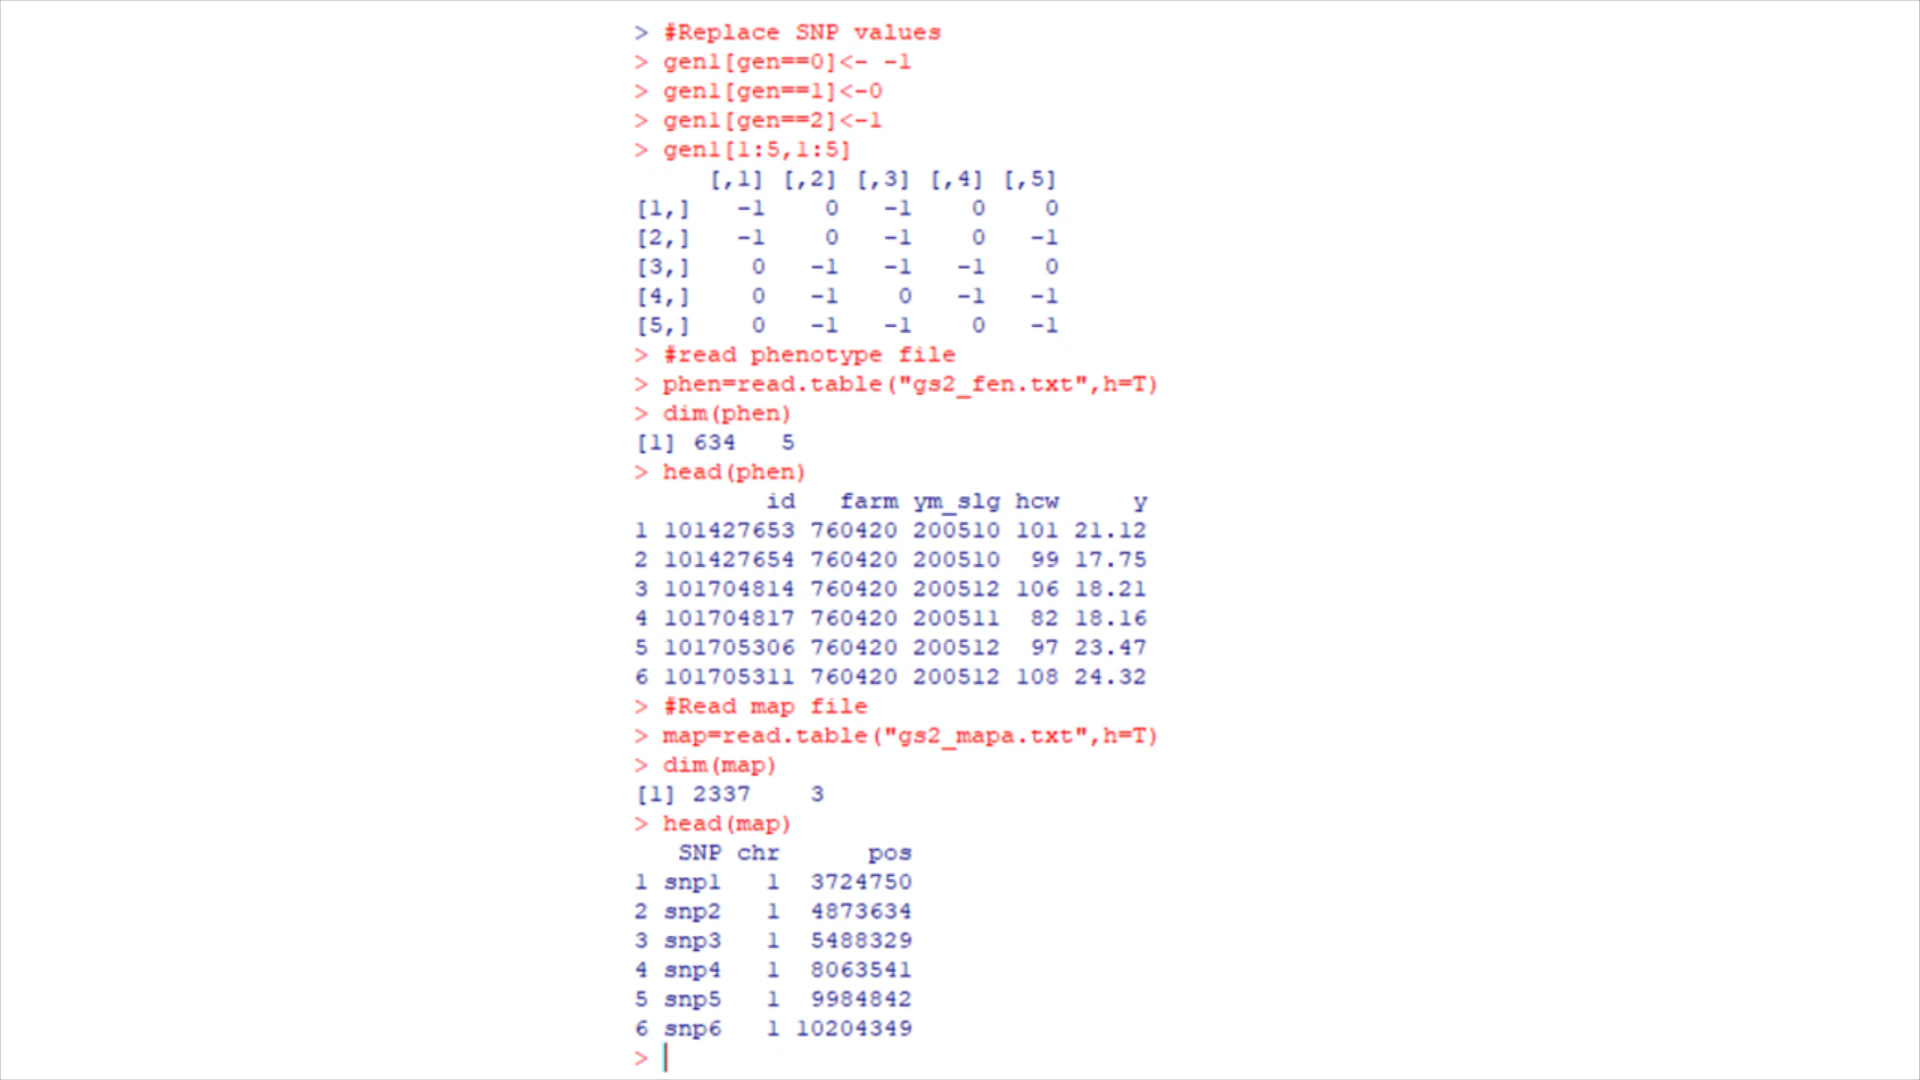 > #Replace SNP values
> gen1[gen==0]<- -1
> gen1[gen==1]<-0
> gen1[gen==2]<-1
> gen1[1:5,1:5]
     [,1] [,2] [,3] [,4] [,5]
[1,]   -1    0   -1    0    0
[2,]   -1    0   -1    0   -1
[3,]    0   -1   -1   -1    0
[4,]    0   -1    0   -1   -1
[5,]    0   -1   -1    0   -1
> #read phenotype file
> phen=read.table("gs2_fen.txt",h=T)
> dim(phen)
[1] 634   5
> head(phen)
         id   farm ym_slg hcw     y
1 101427653 760420 200510 101 21.12
2 101427654 760420 200510  99 17.75
3 101704814 760420 200512 106 18.21
4 101704817 760420 200511  82 18.16
5 101705306 760420 200512  97 23.47
6 101705311 760420 200512 108 24.32
> #Read map file
> map=read.table("gs2_mapa.txt",h=T)
> dim(map)
[1] 2337    3
> head(map)
   SNP chr      pos
1 snp1   1  3724750
2 snp2   1  4873634
3 snp3   1  5488329
4 snp4   1  8063541
5 snp5   1  9984842
6 snp6   1 10204349
>